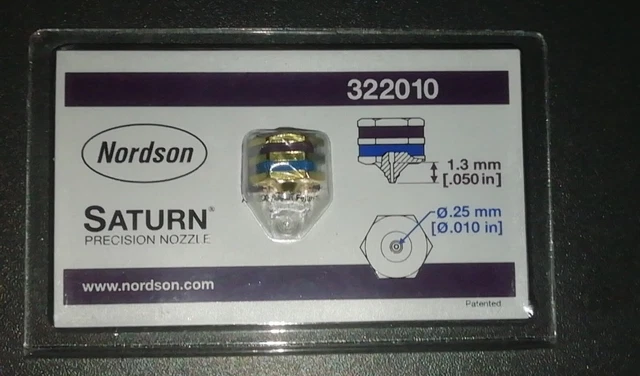 322010
Nordson
1.3 mm
[.050 in]
SATURN®
PRECISION NOZZLE
Ø.25 mm
[Ø.010 in]
www.nordson.com
Patented